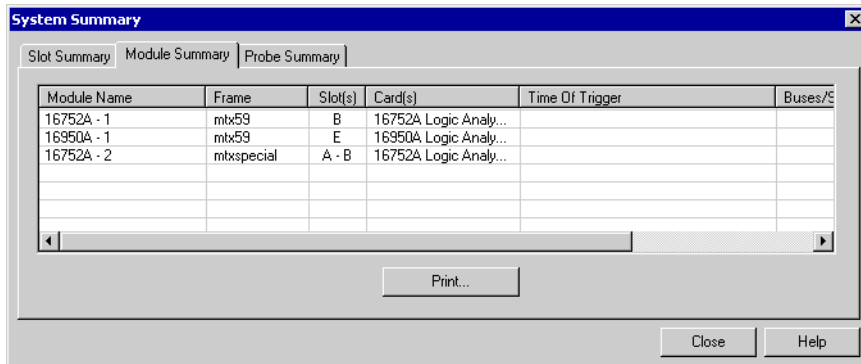 System Summary
Slot Summary Module Summary Probe Summary
Module Name Frame Slot(s) Card(s) Time Of Trigger Buses/S
16752A - 1 mtx59 B 16752A Logic Analy...
16950A - 1 mtx59 E 16950A Logic Analy...
16752A - 2 mtxspecial A - B 16752A Logic Analy...
Print...
Close Help